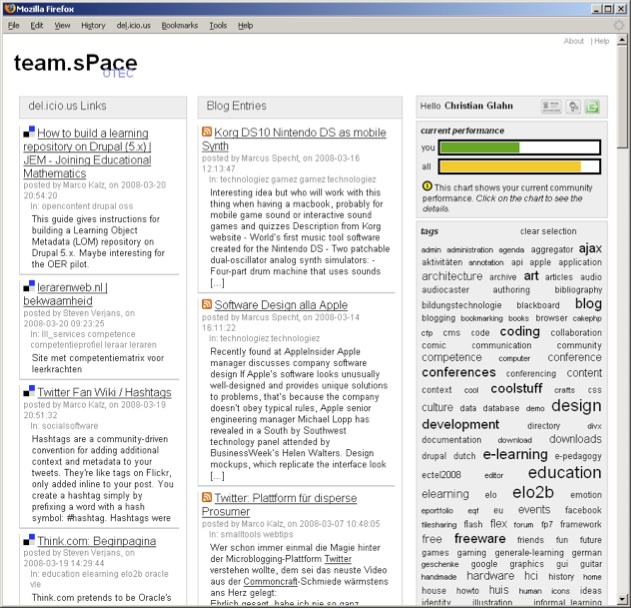 Mozilla Firefox
File Edit View History del.icio.us Bookmarks Tools Help
About | Help
team.sPace
OTEC
del.icio.us Links
How to build a learning
repository on Drupal (5.x) |
JEM - Joining Educational
Mathematics
posted by Marco Kalz, on 2008-03-20
20:54:20
In: opencontent drupal oss
This guide gives instructions for
building a Learning Object
Metadata (LOM) repository on
Drupal 5.x. Maybe interesting for
the OER pilot.
lerarenweb.nl |
bekwaamheid
posted by Steven Verjans, on
2008-03-20 09:23:25
In: lll_services competence
competentieprofiel leraar leraren
Site met competentiematrix voor
leerkrachten
Twitter Fan Wiki / Hashtags
posted by Marco Kalz, on 2008-03-19
20:51:32
In: socialsoftware
Hashtags are a community-driven
convention for adding additional
context and metadata to your
tweets. They're like tags on Flickr,
only added inline to your post. You
create a hashtag simply by
prefixing a word with a hash
symbol: #hashtag. Hashtags were
Think.com: Beginpagina
posted by Steven Verjans, on
2008-03-19 14:29:44
In: education elearning elo2b oracle
vle
Think.com pretends to be Oracle's
Blog Entries
Korg DS10 Nintendo DS as mobile
Synth
posted by Marcus Specht, on 2008-03-16
12:13:47
In: technologiez gamez gamez technologiez
Interesting idea but who will work with this
thing when having a macbook, probably for
mobile game sound or interactive sound
games and quizzes Description from Korg
website - World's first music tool software
created for the Nintendo DS - Two patchable
dual-oscillator analog synth simulators: -
Four-part drum machine that uses sounds
[...]
Software Design alla Apple
posted by Marcus Specht, on 2008-03-14
16:11:22
In: technologiez technologiez
Recently found at AppleInsider Apple
manager discusses company software
design If Apple's software looks unusually
well-designed and provides unique solutions
to problems, that's because the company
doesn't obey typical rules, Apple senior
engineering manager Michael Lopp has
revealed in a South by Southwest
technology panel attended by
BusinessWeek's Helen Walters. Design
mockups, which replicate the interface look
[...]
Twitter: Plattform für disperse
Prosumer
posted by Marco Kalz, on 2008-03-07 10:48:05
In: smalltools webtips
Wer schon immer einmal die Magie hinter
der Microblogging-Plattform Twitter
verstehen wollte, dem sei das neuste Video
aus der Commoncraft-Schmiede wärmstens
ans Herz gelegt:
Ehrlich gesagt, habe ich nie so ganz
Hello Christian Glahn
current performance
you
all
This chart shows your current community
performance. Click on the chart to see the
details.
tags clear selection
admin administration agenda aggregator ajax
aktivitäten annotation api apple application
architecture archive art articles audio
audiocaster authoring bibliography
bildungstechnologie blackboard blog
blogging bookmarking books browser cakephp
cfp cms code coding collaboration
comic communication community
competence computer conference
conferences conferencing content
context cool coolstuff crafts css
culture data database demo design
development directory divx
documentation download downloads
drupal dutch e-learning e-pedagogy
ectel2008 editor education
elearning elo elo2b emotion
eportfolio eqf eu events facebook
filesharing flash flex forum fp7 framework
free freeware friends fun future
games gaming generale-learning german
geschenke google graphics gui guitar
handmade hardware hci history home
house howto huis human icons ideas
identity illustration informal informal-learning